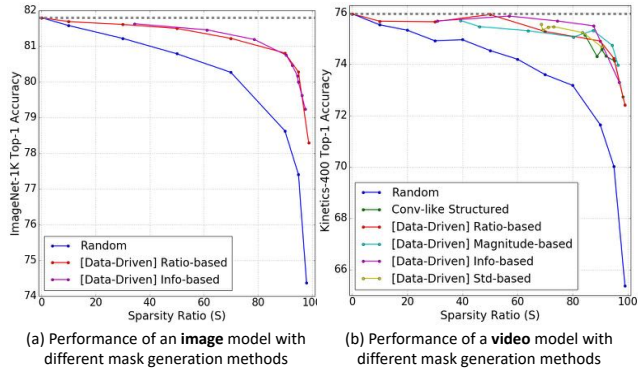 82
81
80
79
78
77
76
75
74
0
20
40
60
80
100
ImageNet-1K Top-1 Accuracy
Sparsity Ratio (S)
Random
[Data-Driven] Ratio-based
[Data-Driven] Info-based
(a) Performance of an image model with
different mask generation methods
76
74
72
70
68
66
0
20
40
60
80
100
Kinetics-400 Top-1 Accuracy
Sparsity Ratio (S)
Random
Conv-like Structured
[Data-Driven] Ratio-based
[Data-Driven] Magnitude-based
[Data-Driven] Info-based
[Data-Driven] Std-based
(b) Performance of a video model with
different mask generation methods